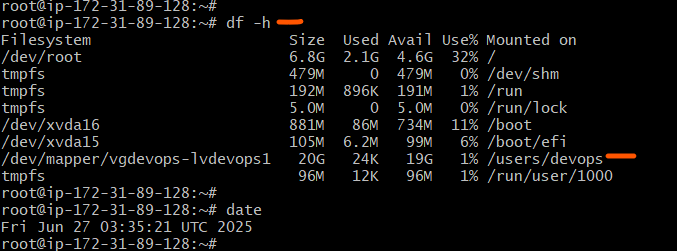 root@ip-172-31-89-128:~#
root@ip-172-31-89-128:~# df -h
Filesystem                       Size  Used Avail Use% Mounted on
/dev/root                        6.8G  2.1G  4.6G  32% /
tmpfs                            479M     0  479M   0% /dev/shm
tmpfs                            192M  896K  191M   1% /run
tmpfs                            5.0M     0  5.0M   0% /run/lock
/dev/xvda16                      881M   86M  734M  11% /boot
/dev/xvda15                      105M  6.2M   99M   6% /boot/efi
/dev/mapper/vgdevops-lvdevops1    20G   24K   19G   1% /users/devops
tmpfs                             96M   12K   96M   1% /run/user/1000
root@ip-172-31-89-128:~#
root@ip-172-31-89-128:~# date
Fri Jun 27 03:35:21 UTC 2025
root@ip-172-31-89-128:~#